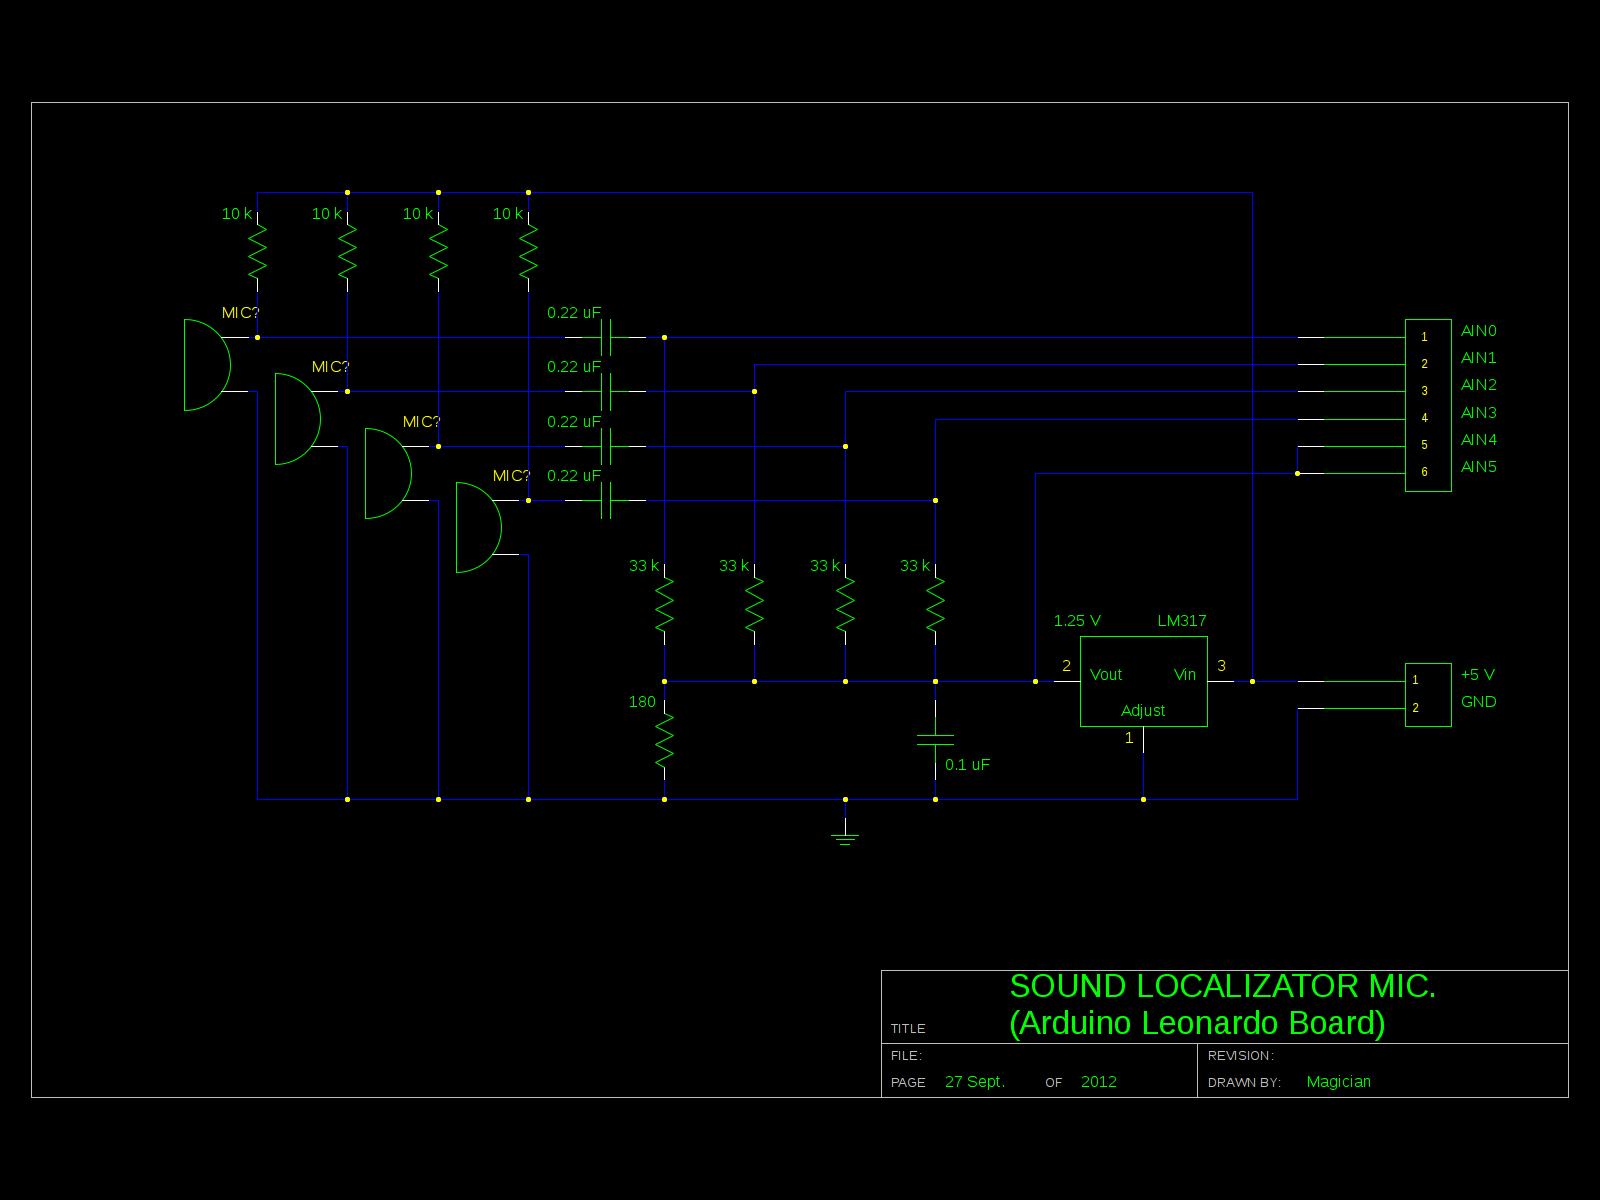 10 k 10 k 10 k 10 k
MIC? 0.22 uF
MIC? 0.22 uF
MIC? 0.22 uF
MIC? 0.22 uF
1 AIN0
2 AIN1
3 AIN2
4 AIN3
5 AIN4
6 AIN5
33 k 33 k 33 k 33 k
1.25 V LM317
2 Vout Vin 3
Adjust
1
1 +5 V
2 GND
180
0.1 uF
SOUND LOCALIZATOR MIC.
TITLE (Arduino Leonardo Board)
FILE: REVISION:
PAGE 27 Sept. OF 2012 DRAWN BY: Magician